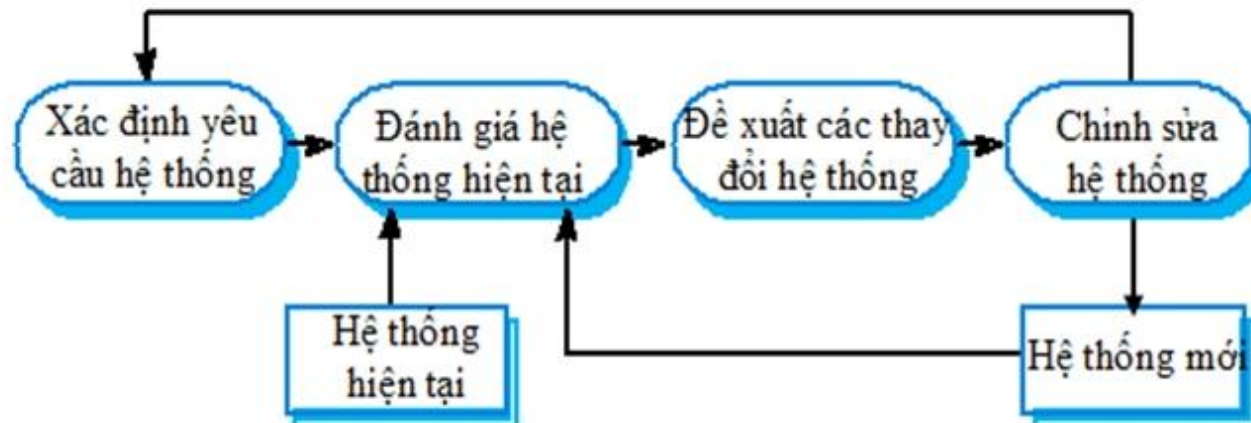 Xác định yêu
cầu hệ thống
Đánh giá hệ
thống hiện tại
Đề xuất các thay
đổi hệ thống
Chỉnh sửa
hệ thống
Hệ thống
hiện tại
Hệ thống mới